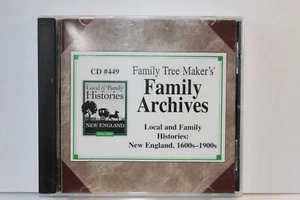 CD #449
Family Tree Maker's
Family
Archives
Local & Family
Histories
NEW ENGLAND
Local and Family
Histories:
New England, 1600s–1900s